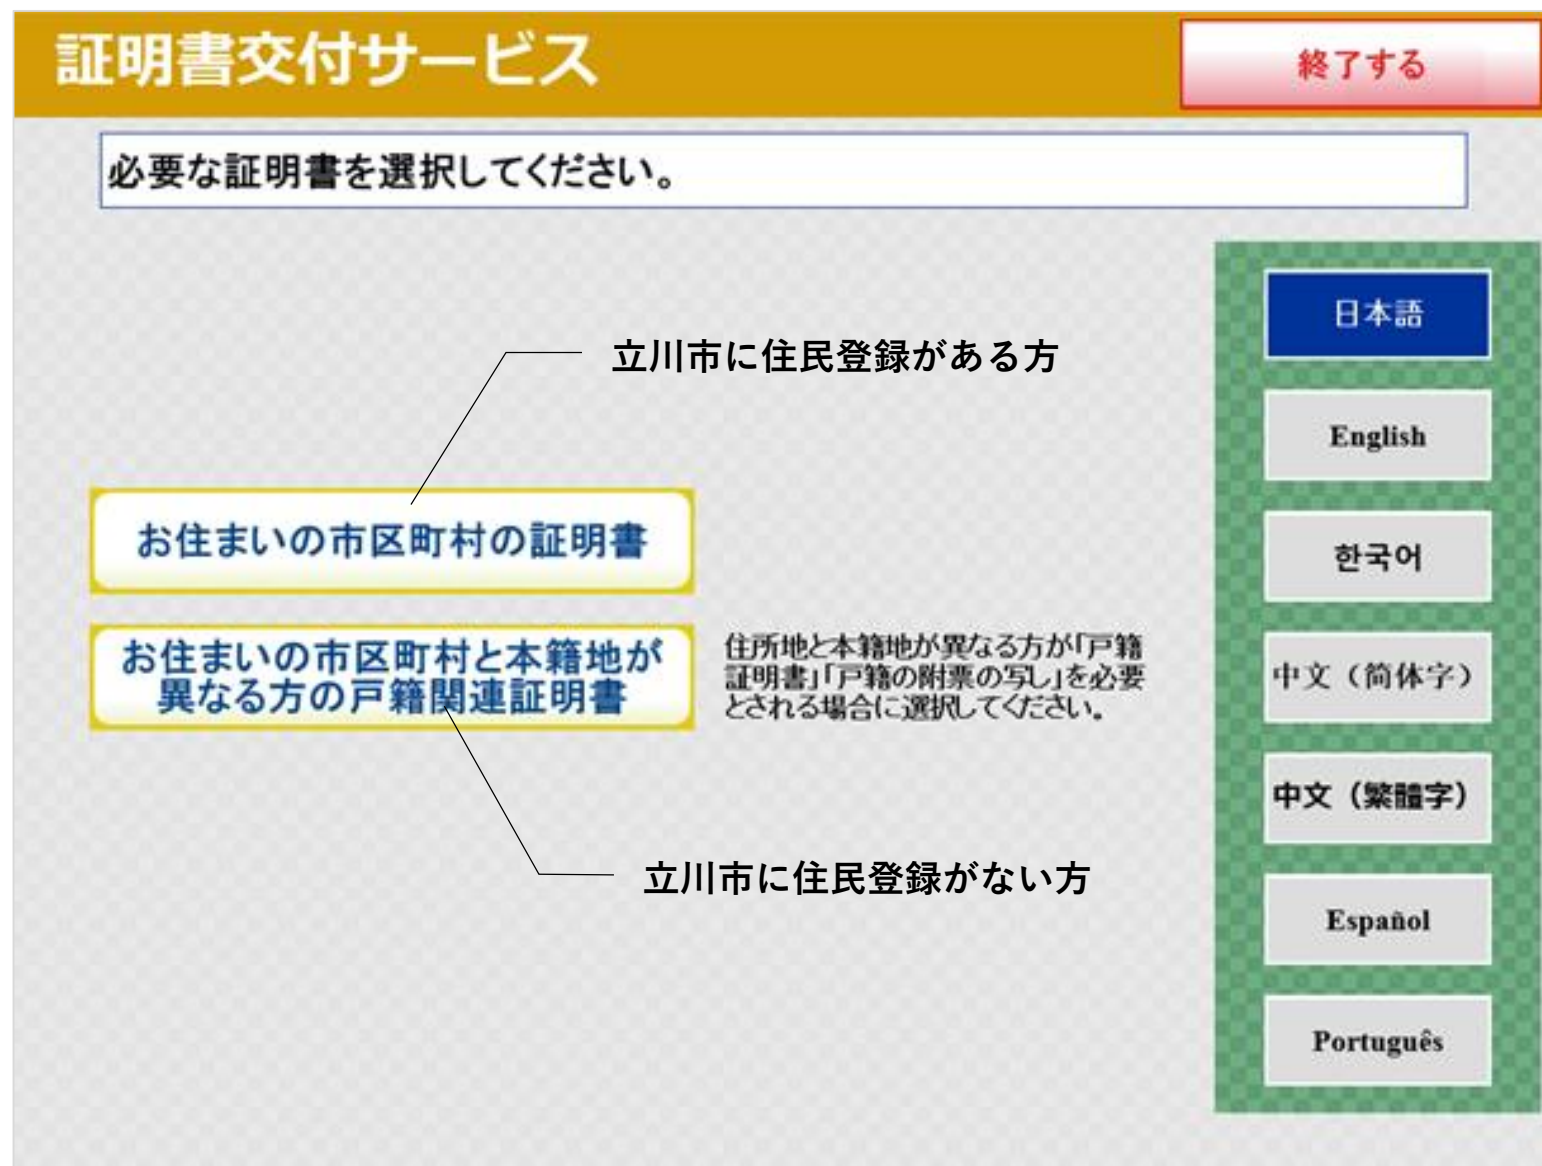 証明書交付サービス
終了する
必要な証明書を選択してください。
日本語
立川市に住民登録がある方
English
お住まいの市区町村の証明書
한국어
お住まいの市区町村と本籍地が
異なる方の戸籍関連証明書
住所地と本籍地が異なる方が「戸籍
証明書」「戸籍の附票の写し」を必要
とされる場合に選択してください。
中文（简体字）
中文（繁體字）
立川市に住民登録がない方
Español
Português